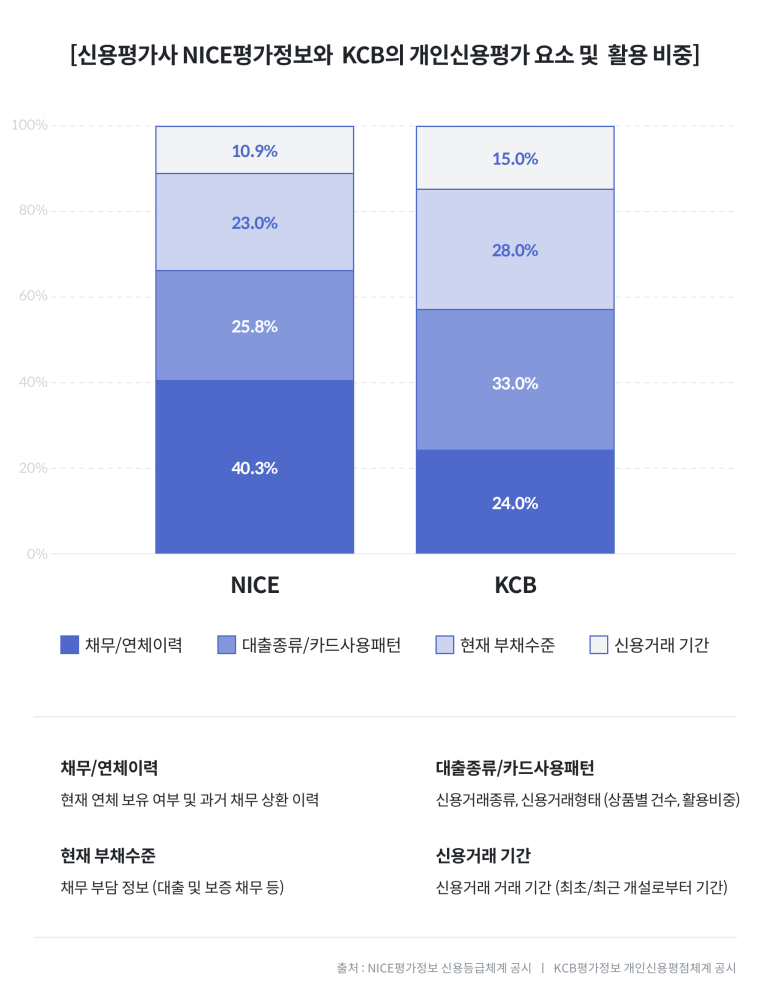 [신용평가사 NICE평가정보와 KCB의 개인신용평가 요소 및 활용 비중]
100%
80%
60%
40%
20%
0%
10.9%
23.0%
25.8%
40.3%
15.0%
28.0%
33.0%
24.0%
NICE KCB
채무/연체이력 대출종류/카드사용패턴 현재 부채수준 신용거래 기간
채무/연체이력
현재 연체 보유 여부 및 과거 채무 상환 이력
대출종류/카드사용패턴
신용거래종류, 신용거래형태 (상품별 건수, 활용비중)
현재 부채수준
채무 부담 정보 (대출 및 보증 채무 등)
신용거래 기간
신용거래 거래 기간 (최초/최근 개설로부터 기간)
출처 : NICE평가정보 신용등급체계 공시 | KCB평가정보 개인신용평점체계 공시